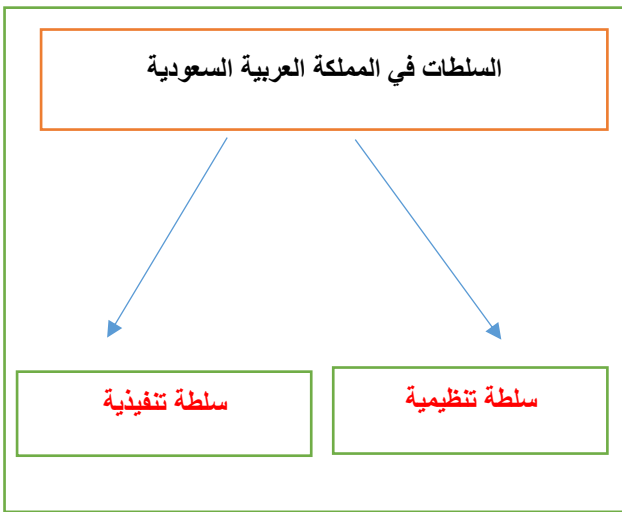 السلطات في المملكة العربية السعودية
سلطة تنظيمية
سلطة تنفيذية